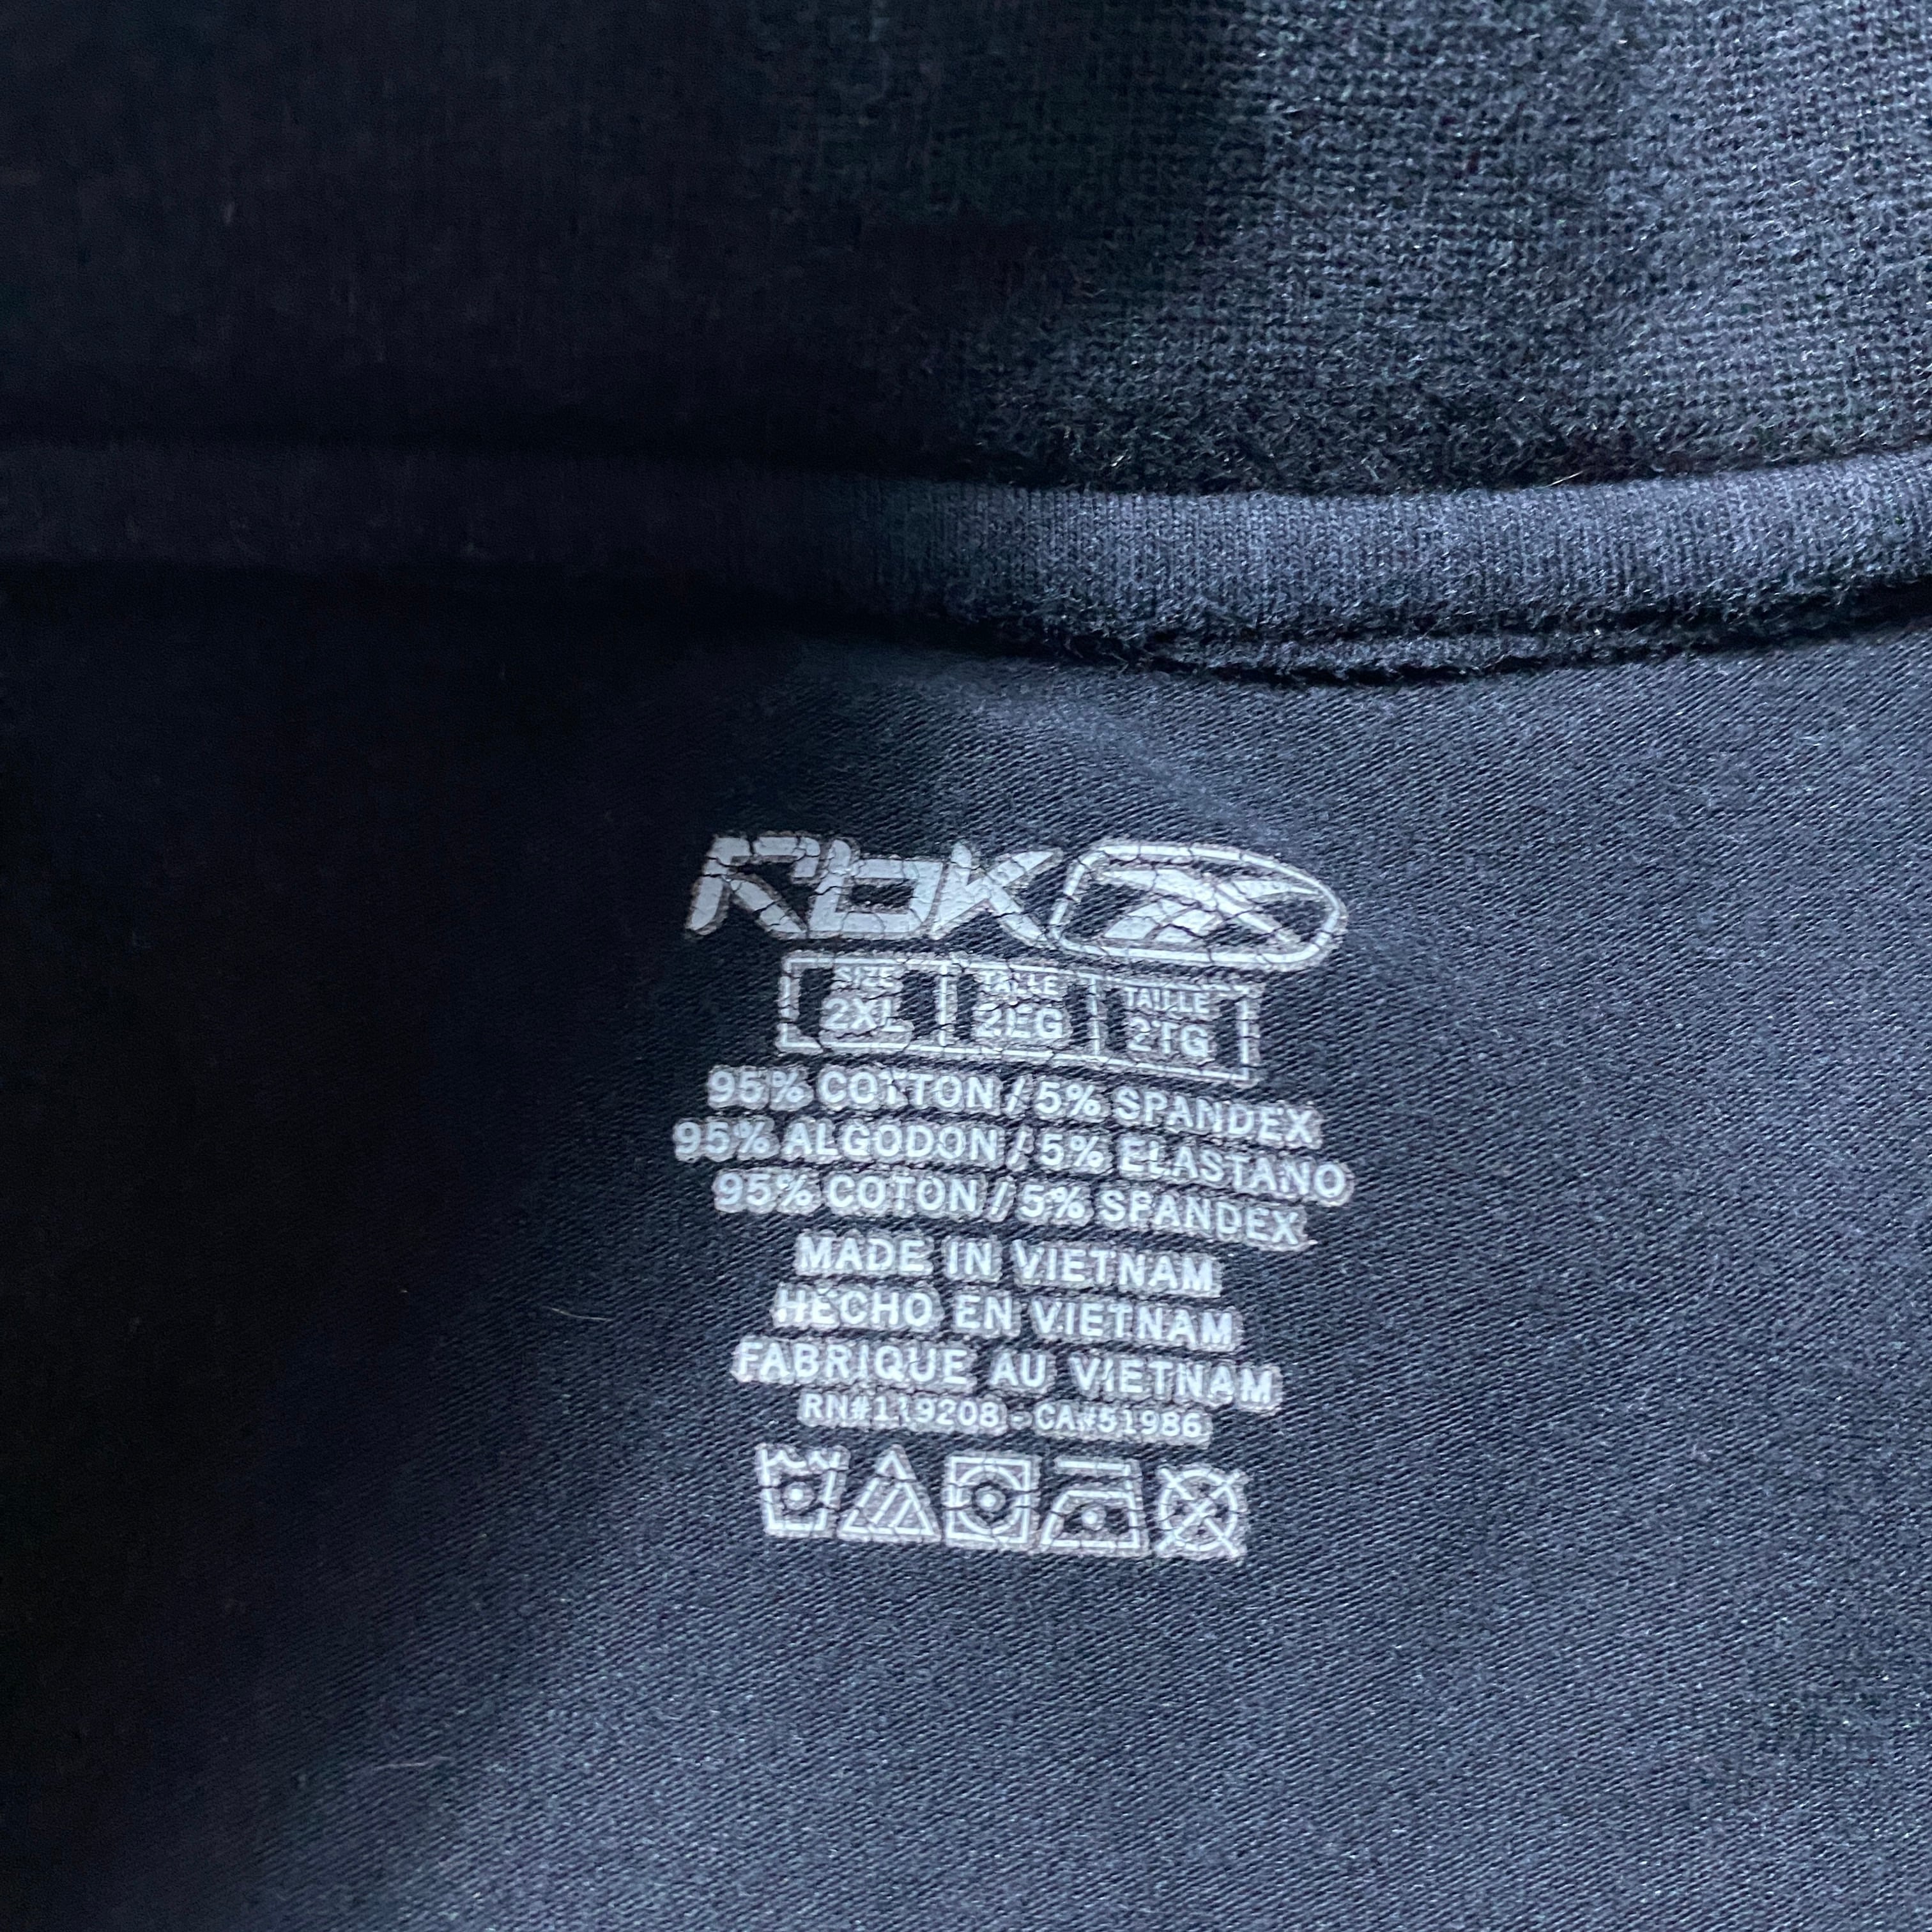 Rbk
SIZE TALLE TAILLE
2XL 2EG 2TG
95% COTTON / 5% SPANDEX
95% ALGODON / 5% ELASTANO
95% COTON / 5% SPANDEX
MADE IN VIETNAM
HECHO EN VIETNAM
FABRIQUE AU VIETNAM
RN#119208 - CA#51986